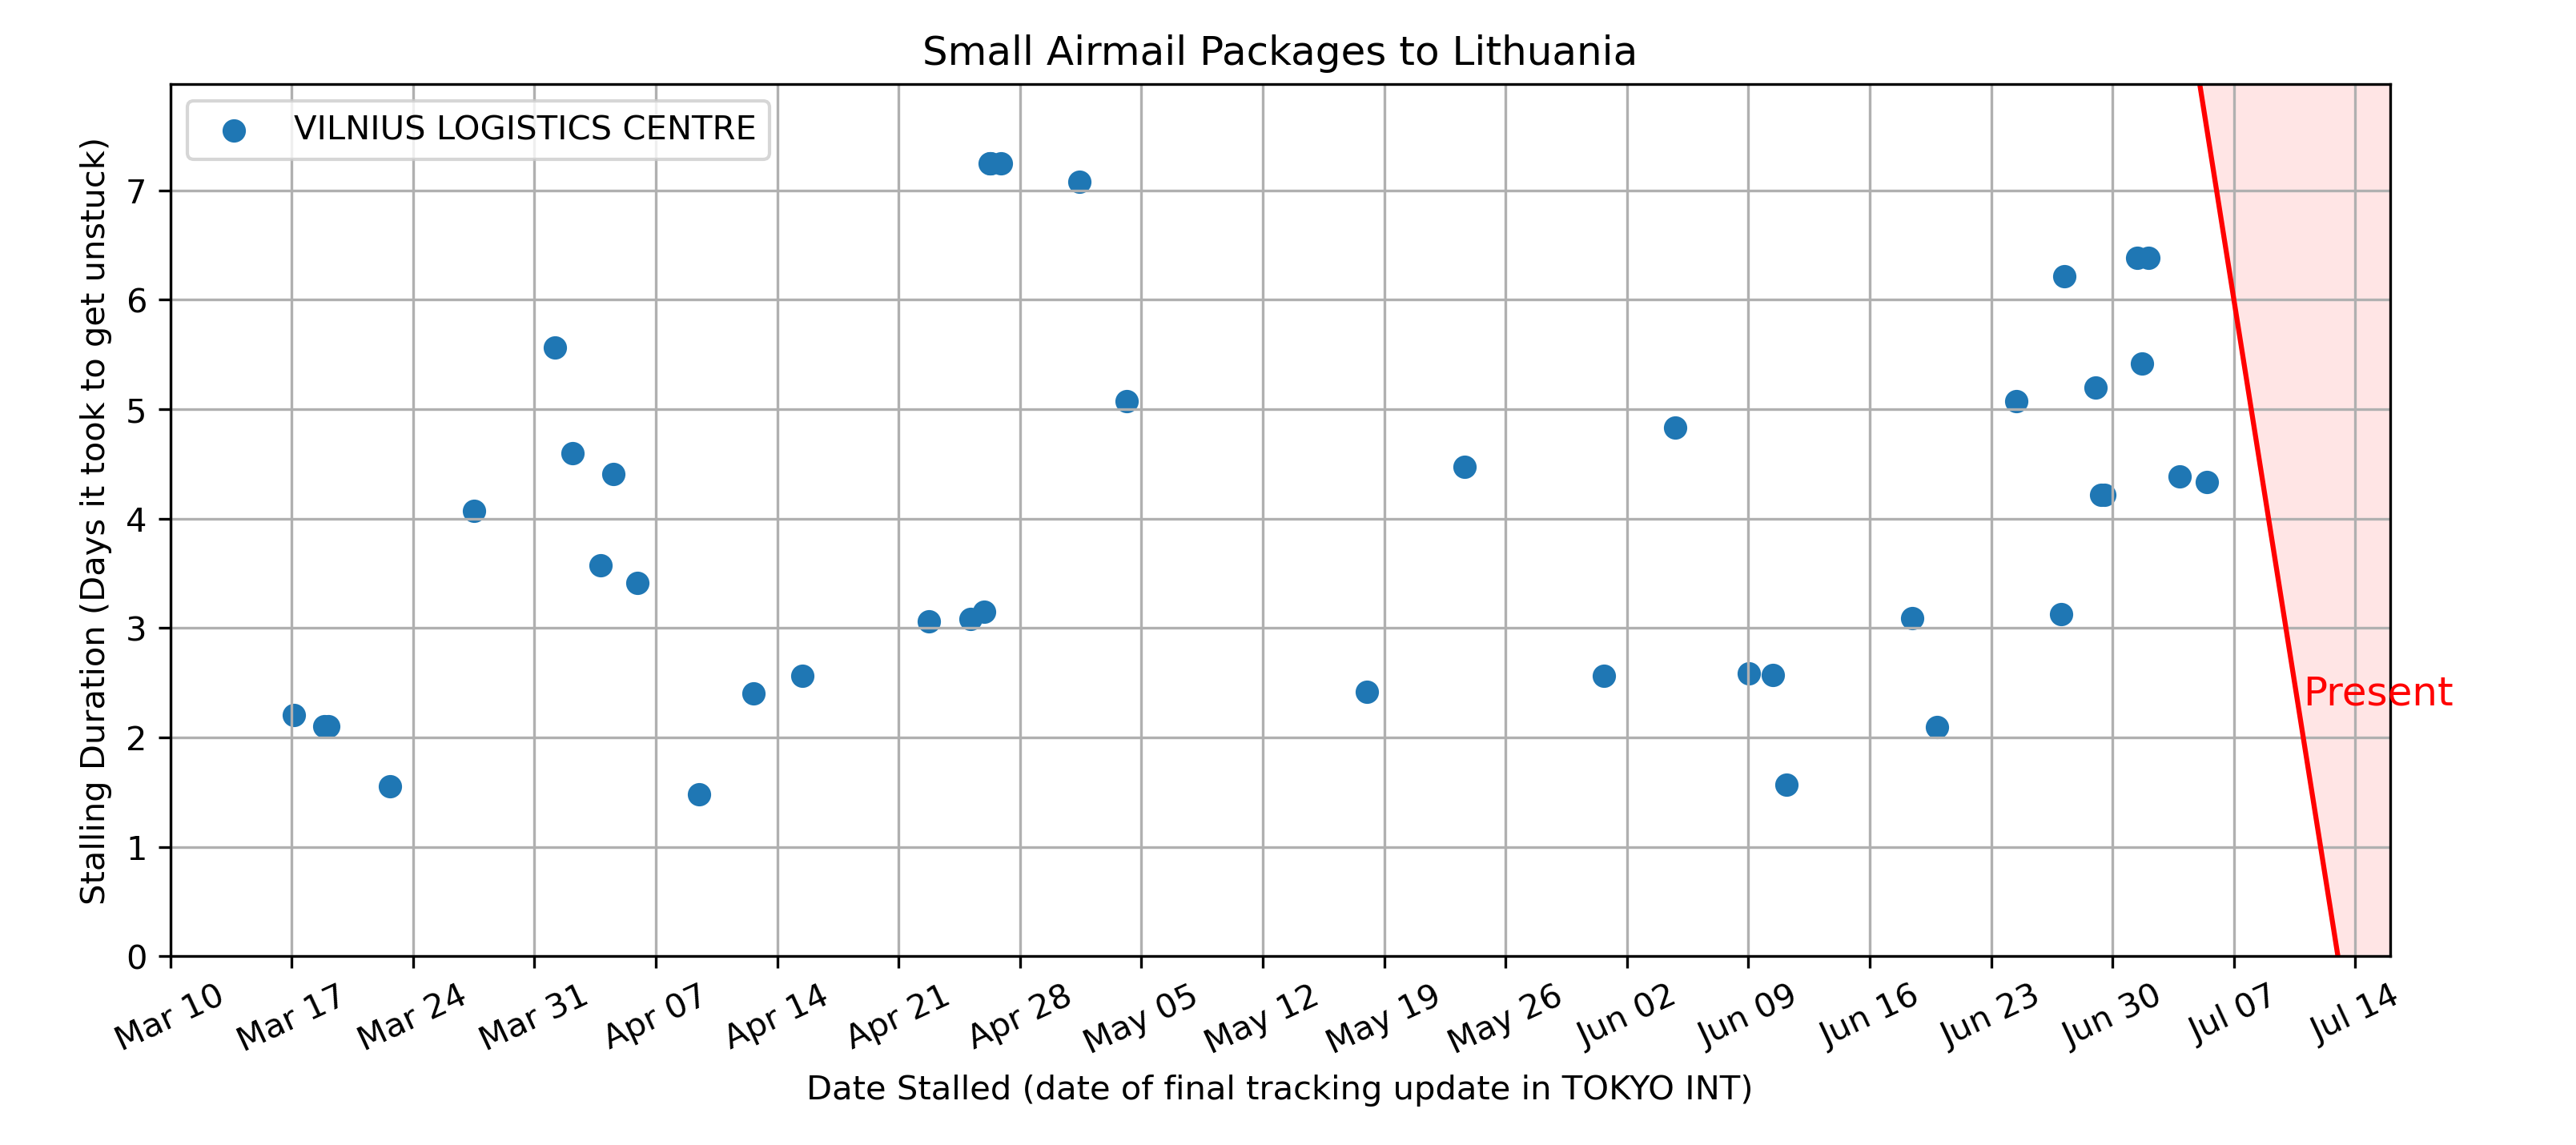 Small Airmail Packages to Lithuania
VILNIUS LOGISTICS CENTRE
Stalling Duration (Days it took to get unstuck)
7
6
5
4
3
2
1
0
Present
Mar 10
Mar 17
Mar 24
Mar 31
Apr 07
Apr 14
Apr 21
Apr 28
May 05
May 12
May 19
May 26
Jun 02
Jun 09
Jun 16
Jun 23
Jun 30
Jul 07
Jul 14
Date Stalled (date of final tracking update in TOKYO INT)